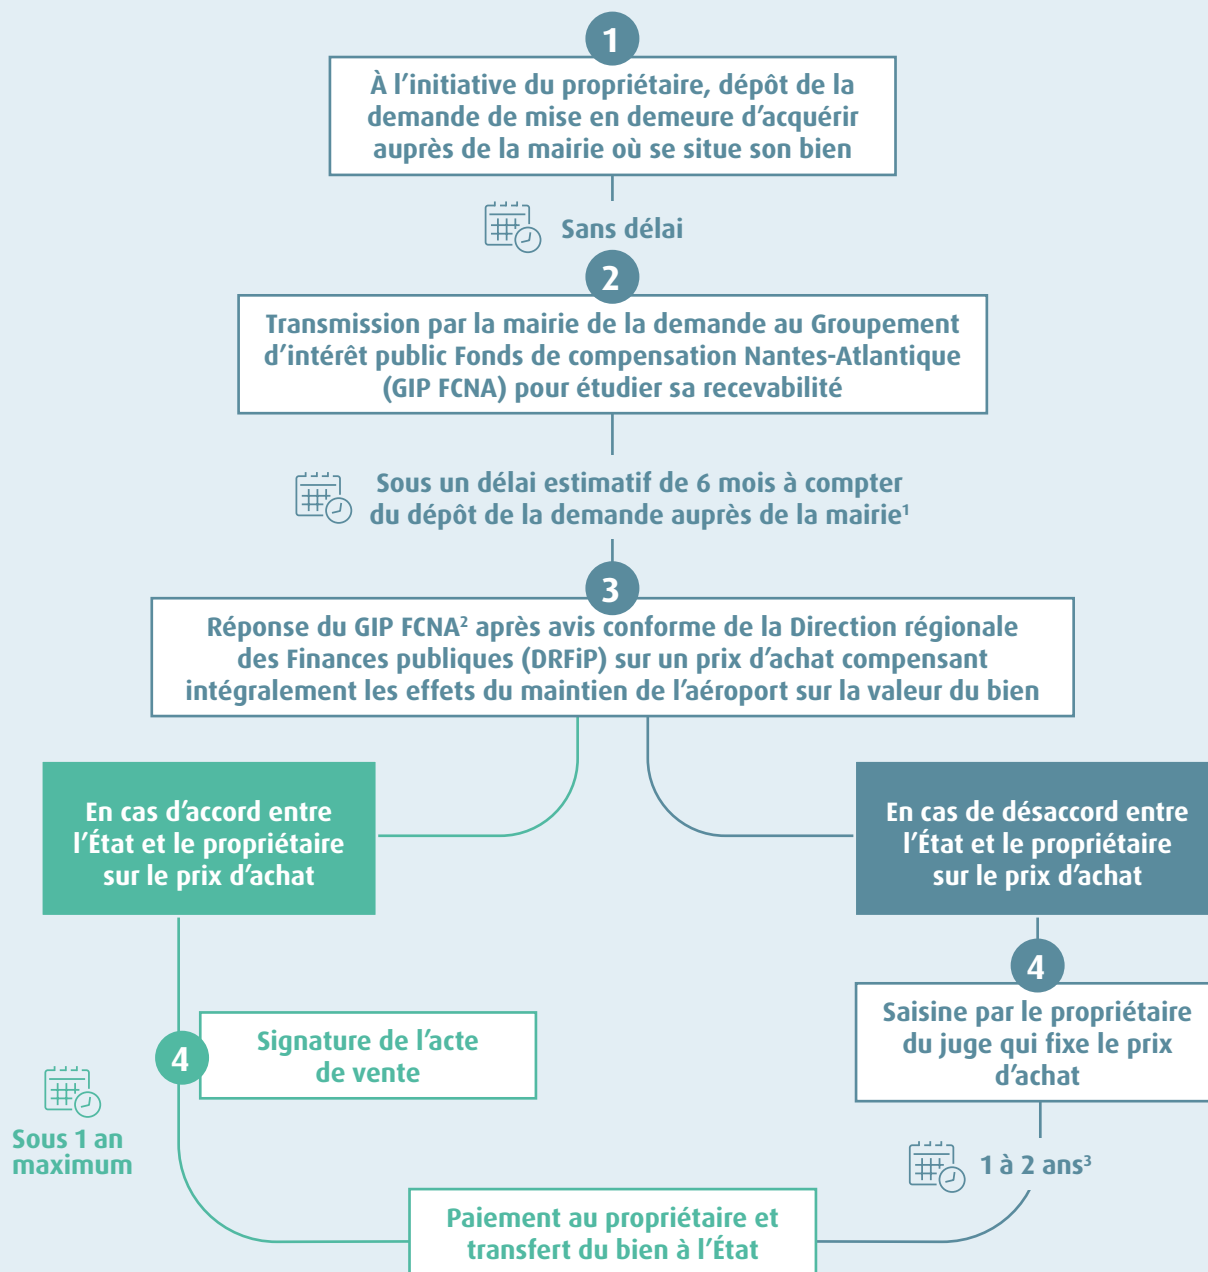 1
À l’initiative du propriétaire, dépôt de la
demande de mise en demeure d’acquérir
auprès de la mairie où se situe son bien
Sans délai
2
Transmission par la mairie de la demande au Groupement
d’intérêt public Fonds de compensation Nantes-Atlantique
(GIP FCNA) pour étudier sa recevabilité
Sous un délai estimatif de 6 mois à compter
du dépôt de la demande auprès de la mairie¹
3
Réponse du GIP FCNA² après avis conforme de la Direction régionale
des Finances publiques (DRFiP) sur un prix d’achat compensant
intégralement les effets du maintien de l’aéroport sur la valeur du bien
En cas d’accord entre
l’État et le propriétaire
sur le prix d’achat
4
Signature de l’acte
de vente
Sous 1 an
maximum
En cas de désaccord entre
l’État et le propriétaire
sur le prix d’achat
4
Saisine par le propriétaire
du juge qui fixe le prix
d’achat
1 à 2 ans³
Paiement au propriétaire et
transfert du bien à l’État